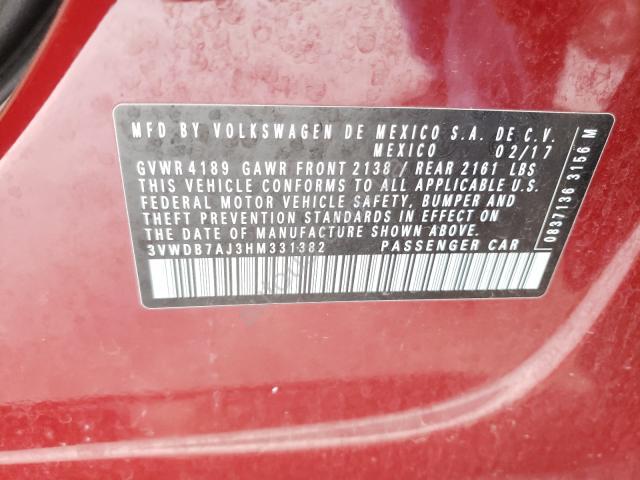 MFD BY VOLKSWAGEN DE MEXICO S.A. DE C.V.
MEXICO 02/17
GVWR 4189 GAWR FRONT 2138 / REAR 2161 LBS
THIS VEHICLE CONFORMS TO ALL APPLICABLE U.S.
FEDERAL MOTOR VEHICLE SAFETY, BUMPER AND
THEFT PREVENTION STANDARDS IN EFFECT ON
THE DATE OF MANUFACTURE SHOWN ABOVE.
3VWDB7AJ3HM331382 PASSENGER CAR
0837136 3156 M